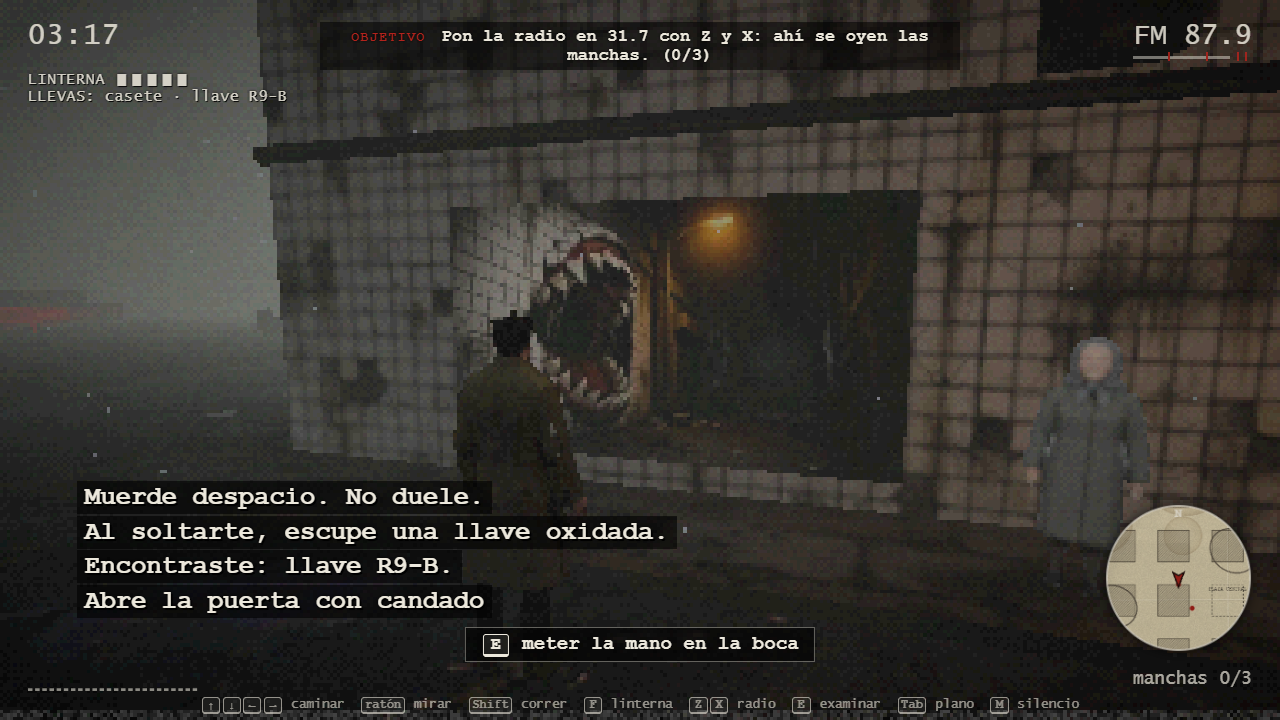 03:17
OBJETIVO Pon la radio en 31.7 con Z y X: ahí se oyen las
manchas. (0/3)
FM 87.9
LINTERNA
LLEVAS: casete · llave R9-B
Muerde despacio. No duele.
Al soltarte, escupe una llave oxidada.
Encontraste: llave R9-B.
Abre la puerta con candado
E meter la mano en la boca
N
manchas 0/3
↑ ↓ ← → caminar ratón mirar Shift correr F linterna Z X radio E examinar Tab plano M silencio